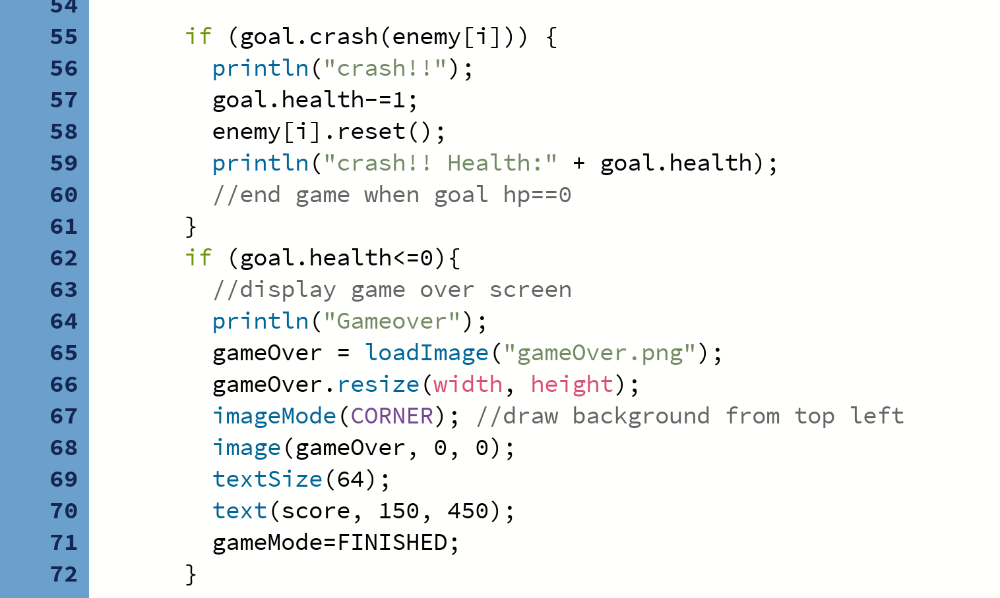 54
55 if (goal.crash(enemy[i])) {
56 println("crash!!");
57 goal.health-=1;
58 enemy[i].reset();
59 println("crash!! Health:" + goal.health);
60 //end game when goal hp==0
61 }
62 if (goal.health<=0){
63 //display game over screen
64 println("Gameover");
65 gameOver = loadImage("gameOver.png");
66 gameOver.resize(width, height);
67 imageMode(CORNER); //draw background from top left
68 image(gameOver, 0, 0);
69 textSize(64);
70 text(score, 150, 450);
71 gameMode=FINISHED;
72 }